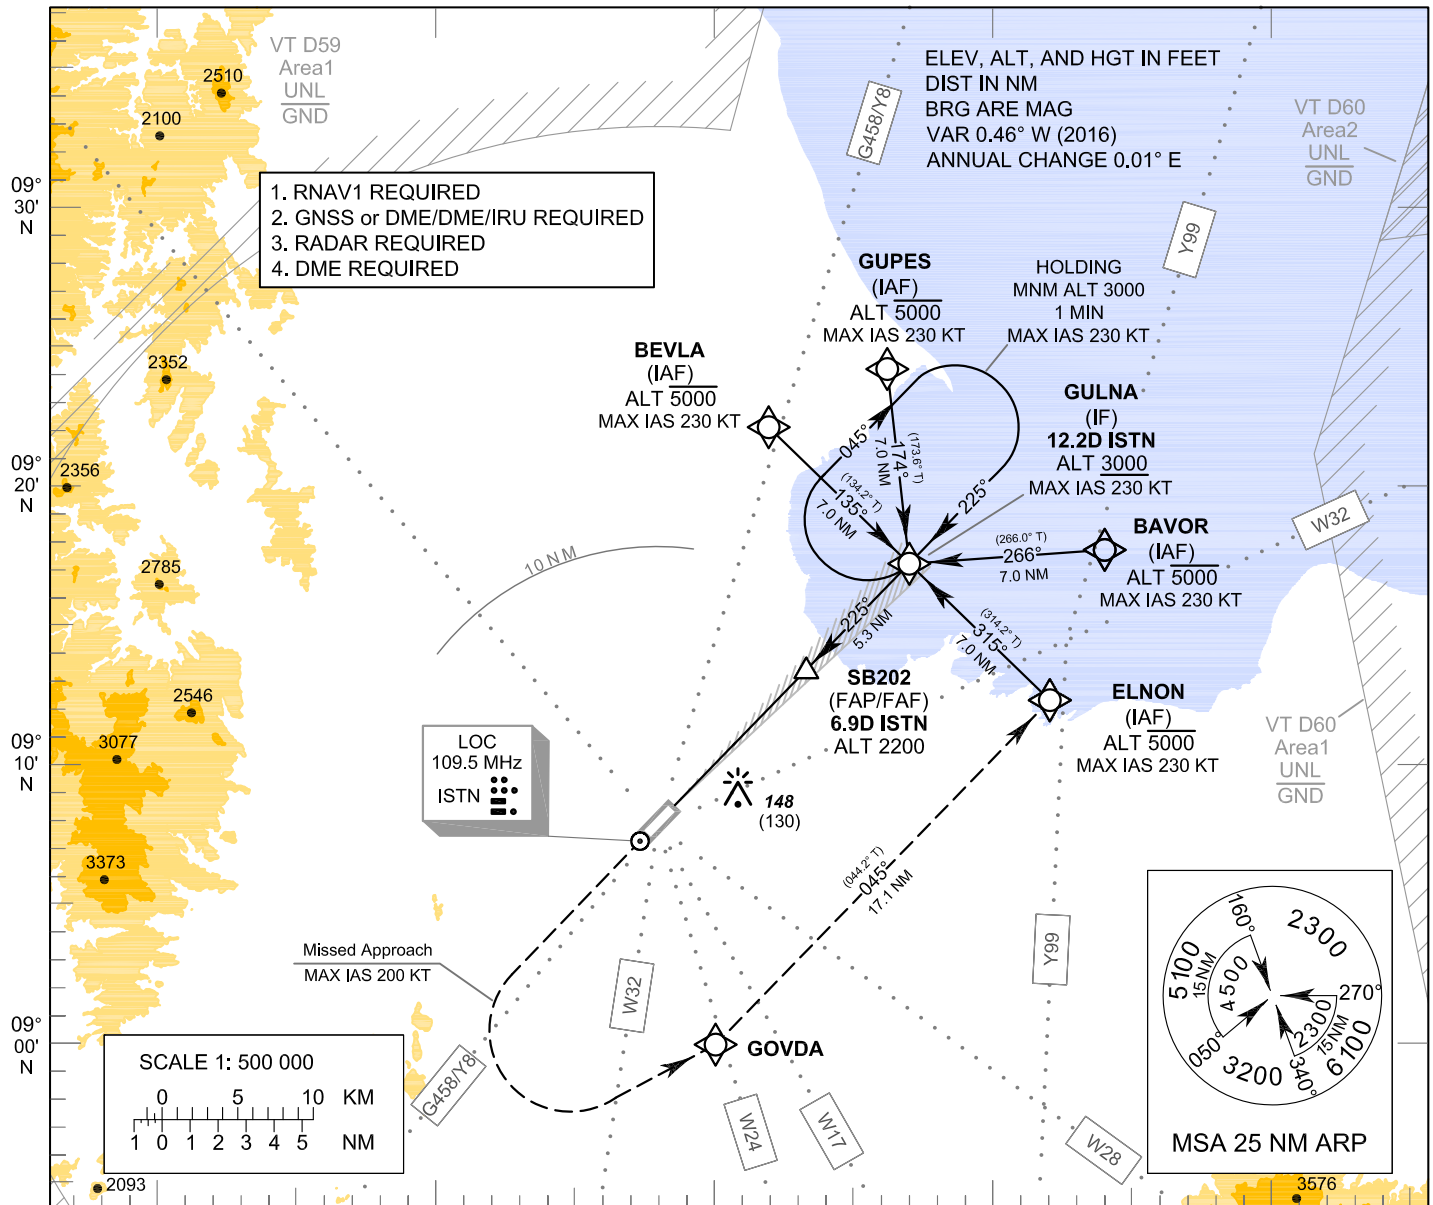 VT D59
Area1
UNL
GND
2510
2100
ELEV, ALT, AND HGT IN FEET
DIST IN NM
BRG ARE MAG
VAR 0.46° W (2016)
ANNUAL CHANGE 0.01° E
G458/Y8
VT D60
Area2
UNL
GND
09°
30'
N
1. RNAV1 REQUIRED
2. GNSS or DME/DME/IRU REQUIRED
3. RADAR REQUIRED
4. DME REQUIRED
Y99
GUPES
(IAF)
ALT 5000
MAX IAS 230 KT
HOLDING
MNM ALT 3000
1 MIN
MAX IAS 230 KT
BEVLA
(IAF)
ALT 5000
MAX IAS 230 KT
2352
GULNA
(IF)
12.2D ISTN
ALT 3000
MAX IAS 230 KT
045°
(173.6° T)
174°
7.0 NM
225°
(134.2° T)
135°
7.0 NM
09°
20'
N
2356
W32
BAVOR
(IAF)
ALT 5000
MAX IAS 230 KT
(266.0° T)
266°
7.0 NM
10 NM
2785
225°
5.3 NM
(314.2° T)
315°
7.0 NM
SB202
(FAP/FAF)
6.9D ISTN
ALT 2200
ELNON
(IAF)
ALT 5000
MAX IAS 230 KT
2546
3077
09°
10'
N
LOC
109.5 MHz
ISTN
148
(130)
VT D60
Area1
UNL
GND
3373
(044.2° T)
045°
17.1 NM
Missed Approach
MAX IAS 200 KT
W32
Y99
GOVDA
09°
00'
N
SCALE 1: 500 000
0 5 10 KM
1 0 1 2 3 4 5 NM
G458/Y8
W24
W17
W28
160°
2300
5100
15 NM
4500
270°
2300
15NM
6100
050°
3200
340°
MSA 25 NM ARP
2093
3576